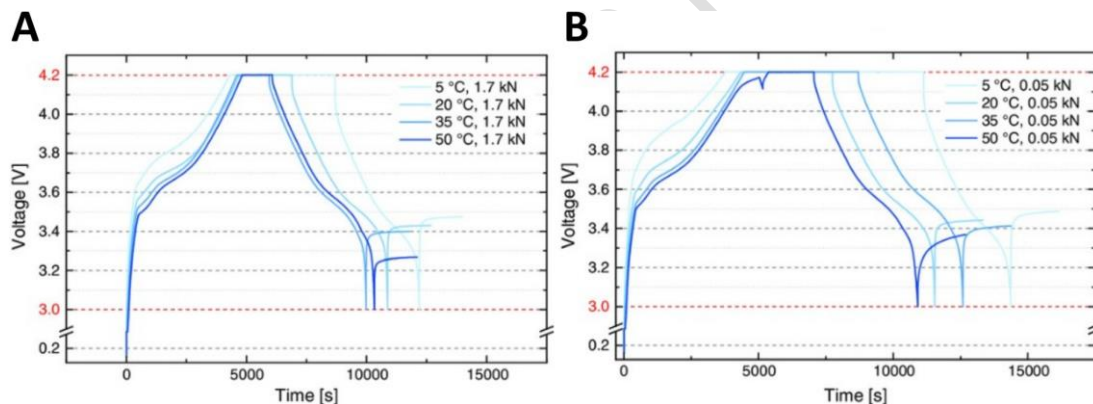 A
B
Voltage [V]
4.2
4.0
3.8
3.6
3.4
3.2
3.0
0.2
5 °C, 1.7 kN
20 °C, 1.7 kN
35 °C, 1.7 kN
50 °C, 1.7 kN
0
5000
10000
15000
Time [s]
Voltage [V]
4.2
4.0
3.8
3.6
3.4
3.2
3.0
0.2
5 °C, 0.05 kN
20 °C, 0.05 kN
35 °C, 0.05 kN
50 °C, 0.05 kN
0
5000
10000
15000
Time [s]